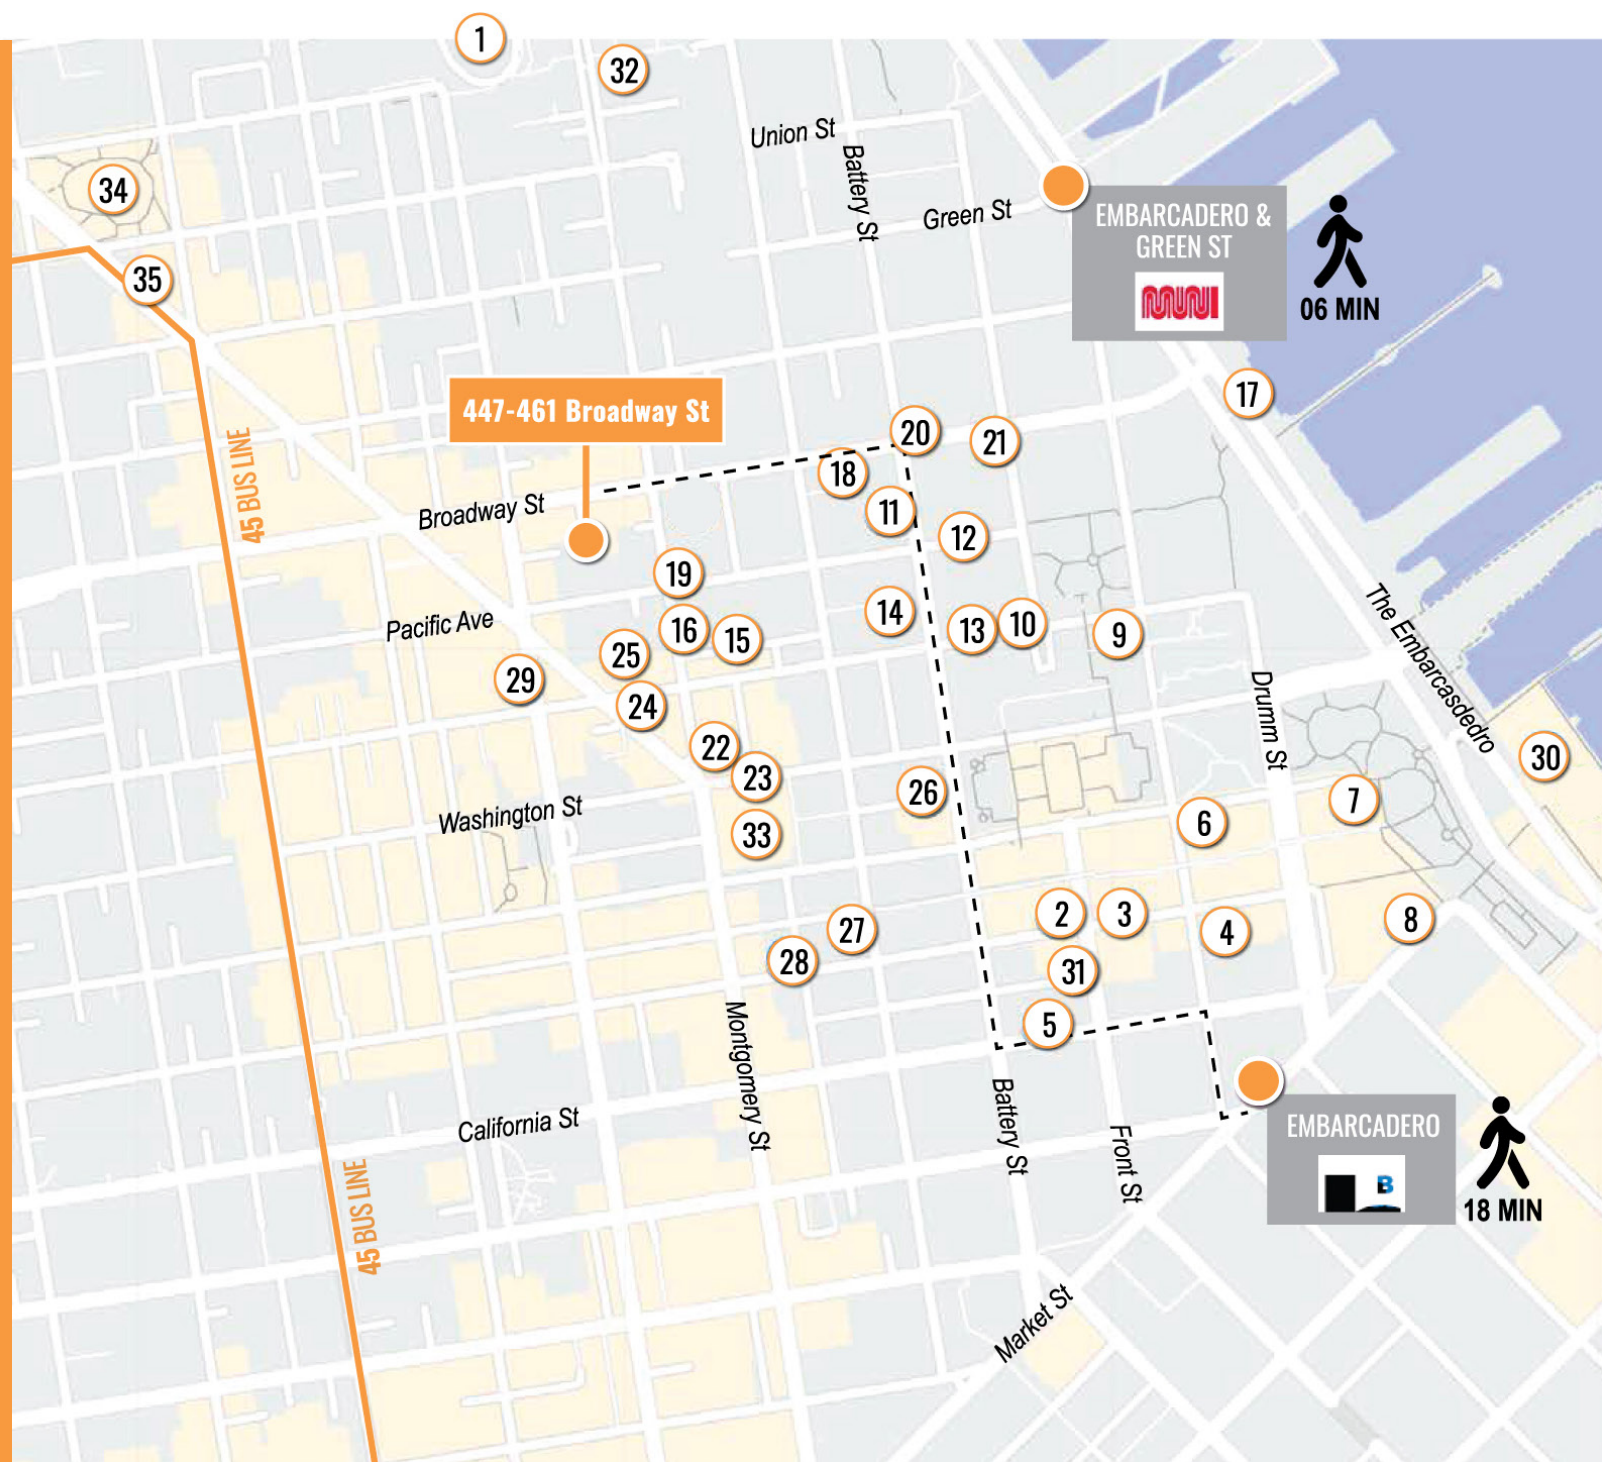 1
32
Union St
Battery St
34
Green St
EMBARCADERO &
GREEN ST
MUNI
06 MIN
35
17
447-461 Broadway St
20
21
45 BUS LINE
18
Broadway St
11
12
19
14
16
15
13
10
9
Pacific Ave
25
29
24
The Embarcasdedro
Drumm St
22
23
30
26
7
Washington St
33
6
2
3
8
27
4
28
31
5
Montgomery St
California St
Battery St
Front St
EMBARCADERO
B
18 MIN
45 BUS LINE
Market St